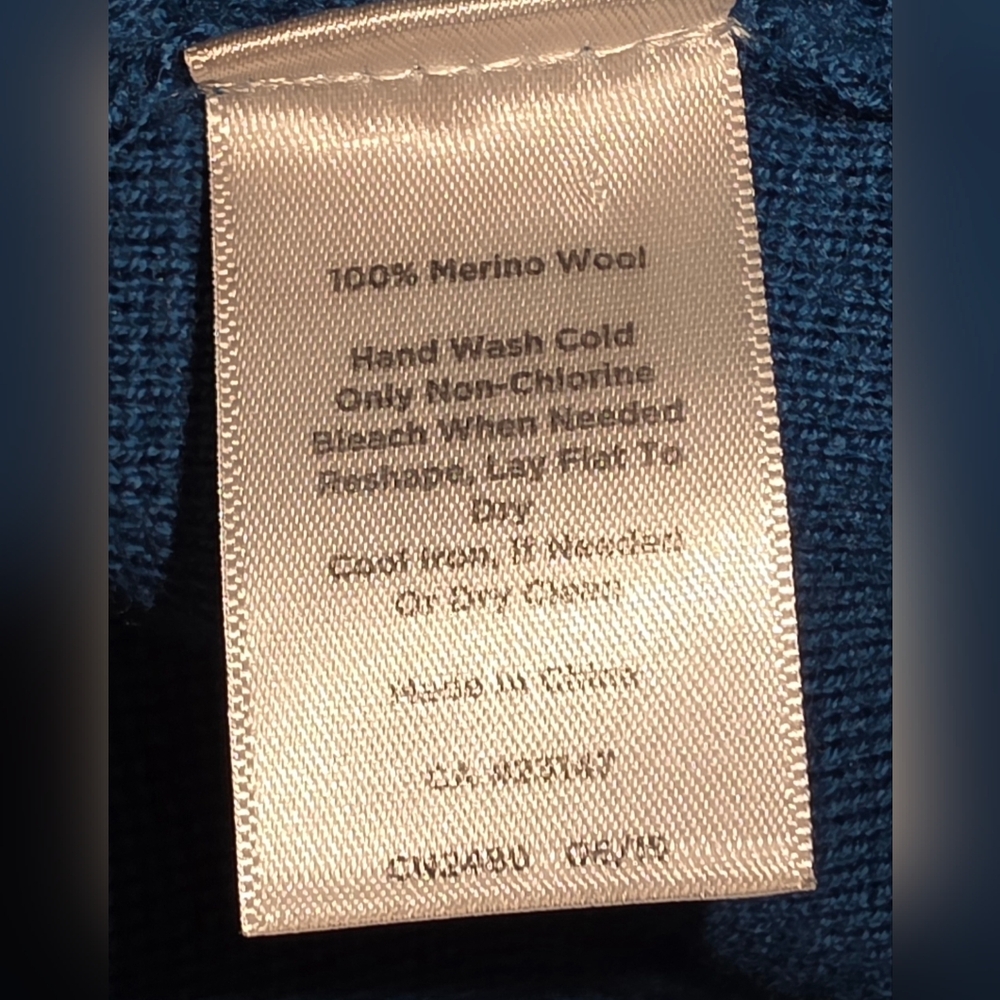 100% Merino Wool
Hand Wash Cold
Only Non-Chlorine
Bleach When Needed
Reshape, Lay Flat To
Dry
Cool Iron, If Needed
Or Dry Clean
Made In China
CA